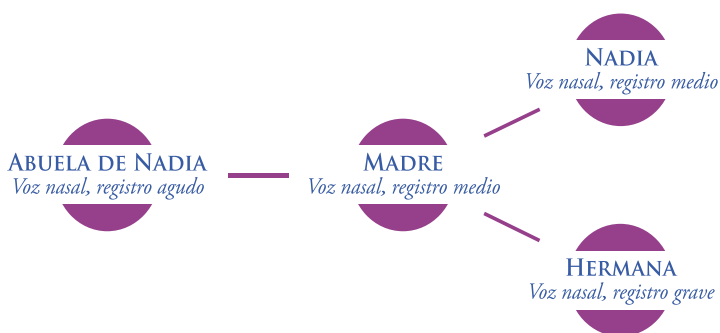 NADIA
Voz nasal, registro medio
ABUELA DE NADIA
Voz nasal, registro agudo
MADRE
Voz nasal, registro medio
HERMANA
Voz nasal, registro grave